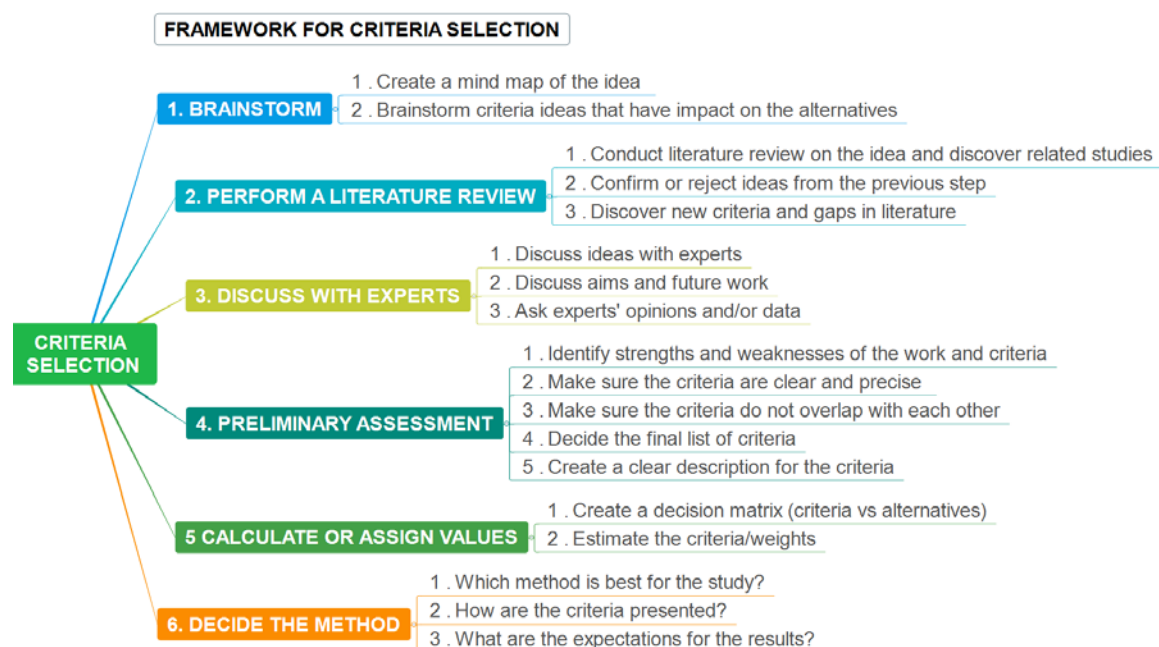 FRAMEWORK FOR CRITERIA SELECTION
1. BRAINSTORM
1 . Create a mind map of the idea
2 . Brainstorm criteria ideas that have impact on the alternatives
2. PERFORM A LITERATURE REVIEW
1 . Conduct literature review on the idea and discover related studies
2 . Confirm or reject ideas from the previous step
3 . Discover new criteria and gaps in literature
3. DISCUSS WITH EXPERTS
1 . Discuss ideas with experts
2 . Discuss aims and future work
3 . Ask experts' opinions and/or data
CRITERIA
SELECTION
4. PRELIMINARY ASSESSMENT
1 . Identify strengths and weaknesses of the work and criteria
2 . Make sure the criteria are clear and precise
3 . Make sure the criteria do not overlap with each other
4 . Decide the final list of criteria
5 . Create a clear description for the criteria
5 CALCULATE OR ASSIGN VALUES
1 . Create a decision matrix (criteria vs alternatives)
2 . Estimate the criteria/weights
6. DECIDE THE METHOD
1 . Which method is best for the study?
2 . How are the criteria presented?
3 . What are the expectations for the results?